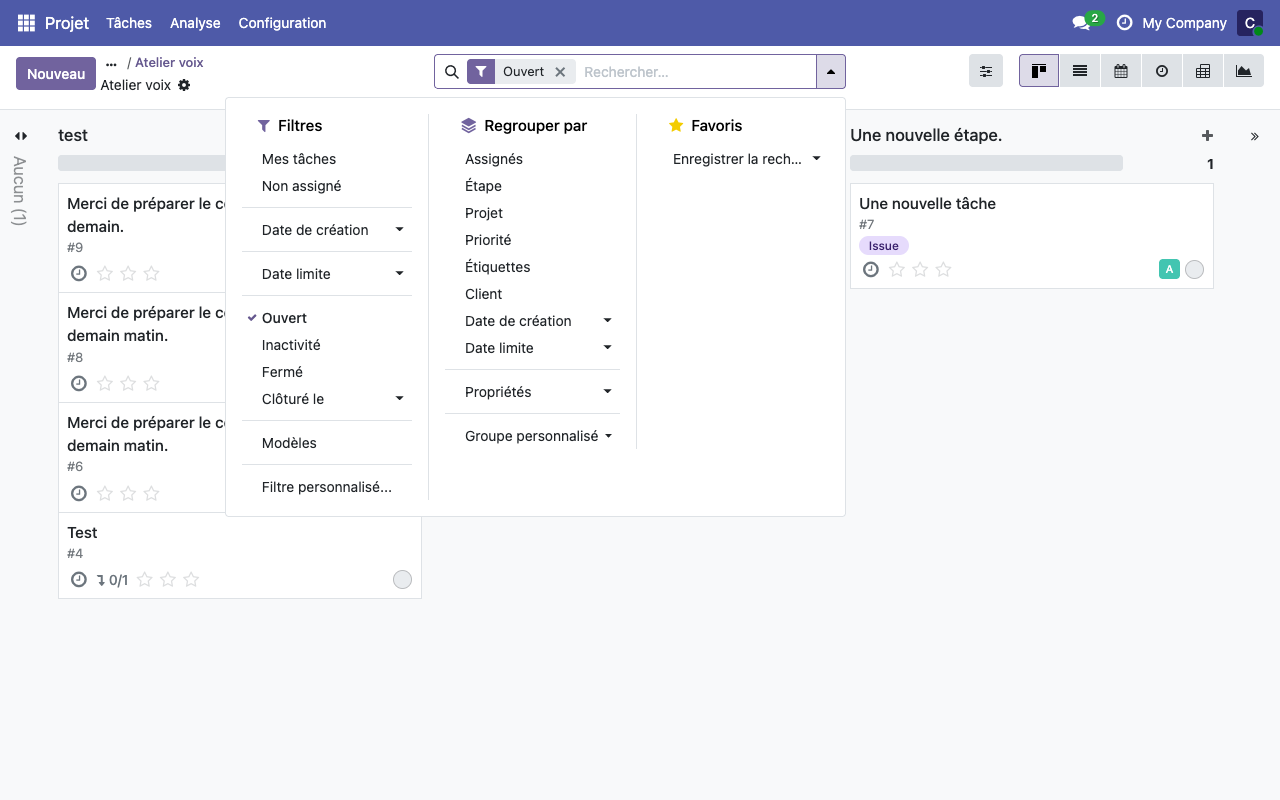 Projet Tâches Analyse Configuration 2 My Company C
Nouveau
... / Atelier voix
Atelier voix
Ouvert Rechercher...
Filtres
Mes tâches
Non assigné
Date de création
Date limite
Ouvert
Inactivité
Fermé
Clôturé le
Modèles
Filtre personnalisé...
Regrouper par
Assignés
Étape
Projet
Priorité
Étiquettes
Client
Date de création
Date limite
Propriétés
Groupe personnalisé
Favoris
Enregistrer la rech...
Aucun (1)
test
Merci de préparer le
demain.
#9
Merci de préparer le
demain matin.
#8
Merci de préparer le
demain matin.
#6
Test
#4
0/1
Une nouvelle étape.
1
Une nouvelle tâche
#7
Issue
A